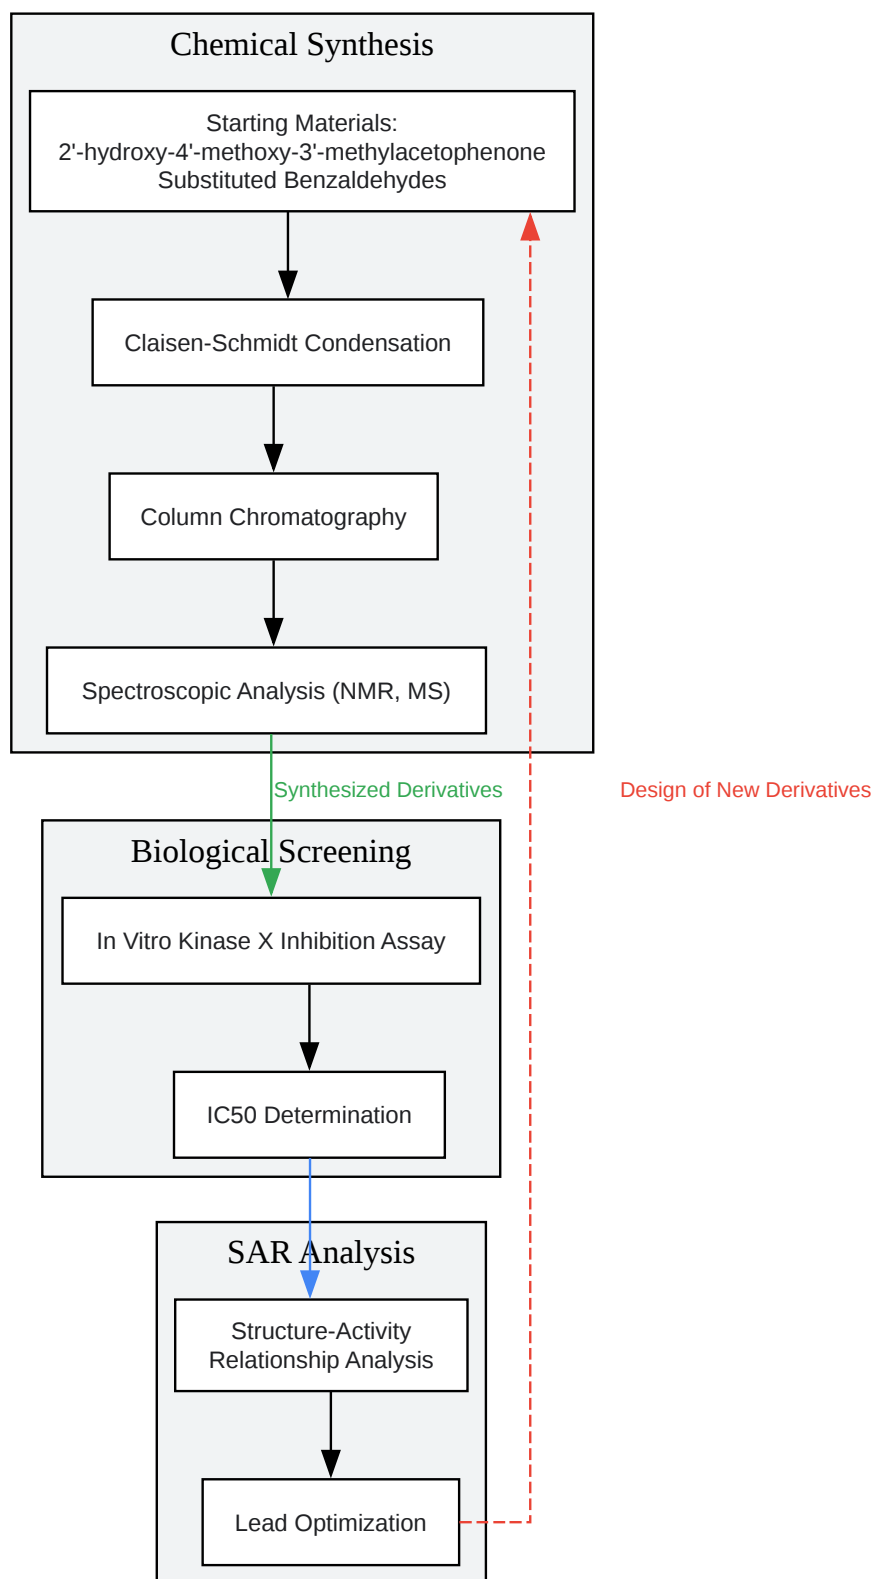 Chemical Synthesis
Starting Materials:
2'-hydroxy-4'-methoxy-3'-methylacetophenone
Substituted Benzaldehydes
Claisen-Schmidt Condensation
Column Chromatography
Spectroscopic Analysis (NMR, MS)
Synthesized Derivatives
Design of New Derivatives
Biological Screening
In Vitro Kinase X Inhibition Assay
IC50 Determination
SAR Analysis
Structure-Activity
Relationship Analysis
Lead Optimization